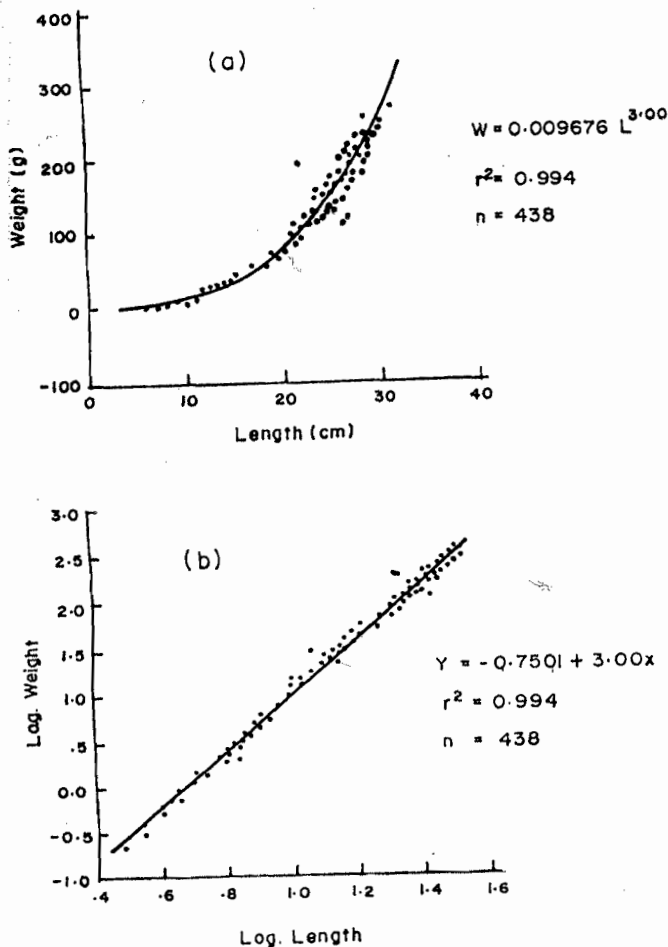 400
300
200
100
0
-100
Weight (g)
(a)
W = 0.009676 L^3.00
r² = 0.994
n = 438
0 10 20 30 40
Length (cm)
3.0
2.5
2.0
1.5
1.0
.5
0.0
-0.5
-1.0
Lag. Weight
(b)
Y = -0.7501 + 3.00x
r² = 0.994
n = 438
.4 .6 .8 1.0 1.2 1.4 1.6
Log. Length